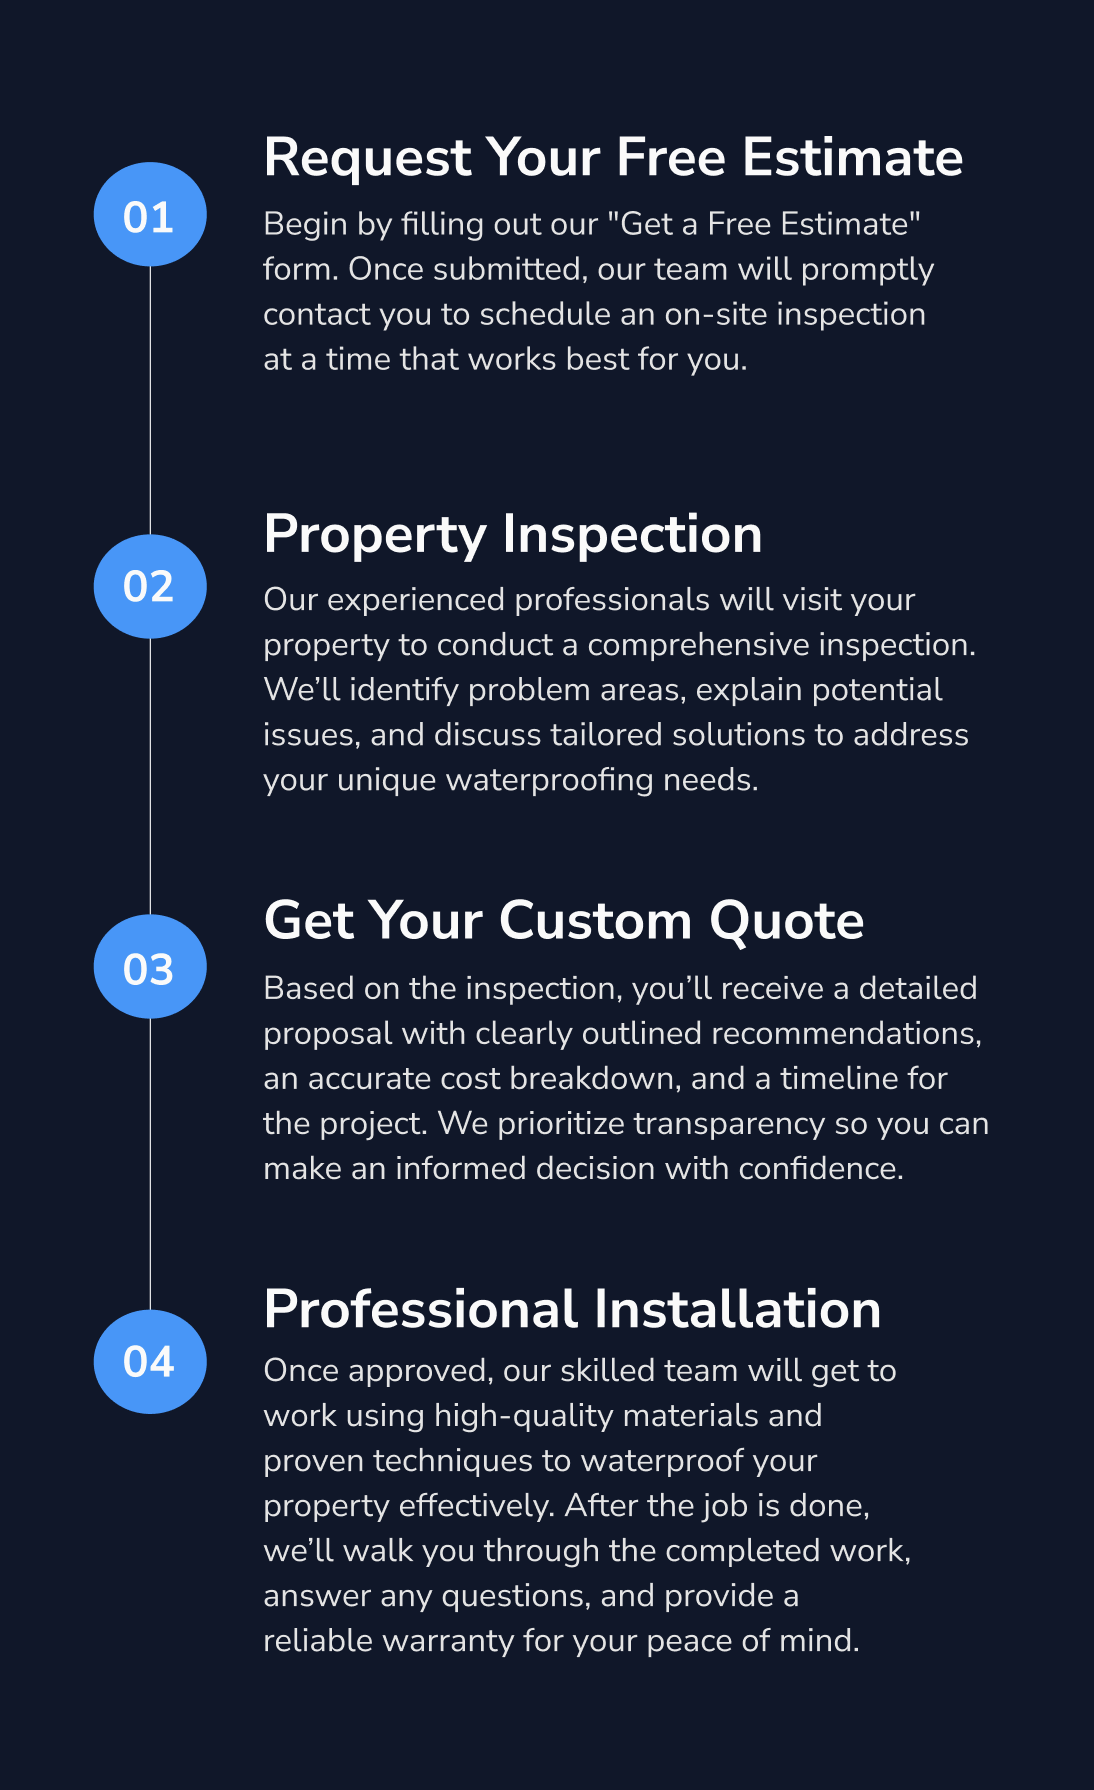 01
Request Your Free Estimate
Begin by filling out our "Get a Free Estimate"
form. Once submitted, our team will promptly
contact you to schedule an on-site inspection
at a time that works best for you.
02
Property Inspection
Our experienced professionals will visit your
property to conduct a comprehensive inspection.
We’ll identify problem areas, explain potential
issues, and discuss tailored solutions to address
your unique waterproofing needs.
03
Get Your Custom Quote
Based on the inspection, you’ll receive a detailed
proposal with clearly outlined recommendations,
an accurate cost breakdown, and a timeline for
the project. We prioritize transparency so you can
make an informed decision with confidence.
04
Professional Installation
Once approved, our skilled team will get to
work using high-quality materials and
proven techniques to waterproof your
property effectively. After the job is done,
we’ll walk you through the completed work,
answer any questions, and provide a
reliable warranty for your peace of mind.